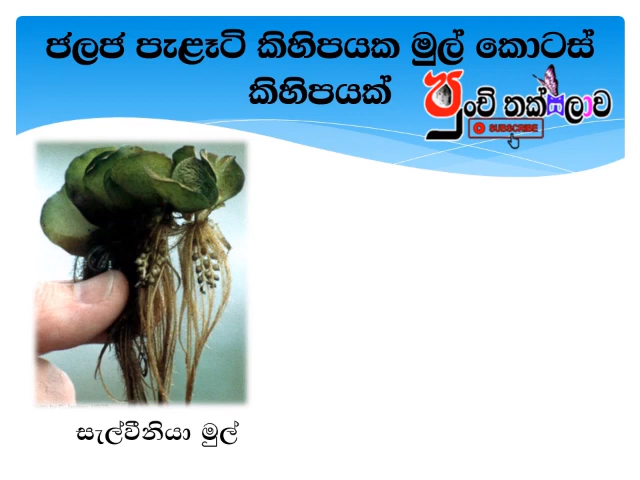 ජලජ පැළෑටි කිහිපයක මුල් කොටස්
කිහිපයක්
පුංචි තක්සලාව
SUBSCRIBE
සැල්වීනියා මුල්